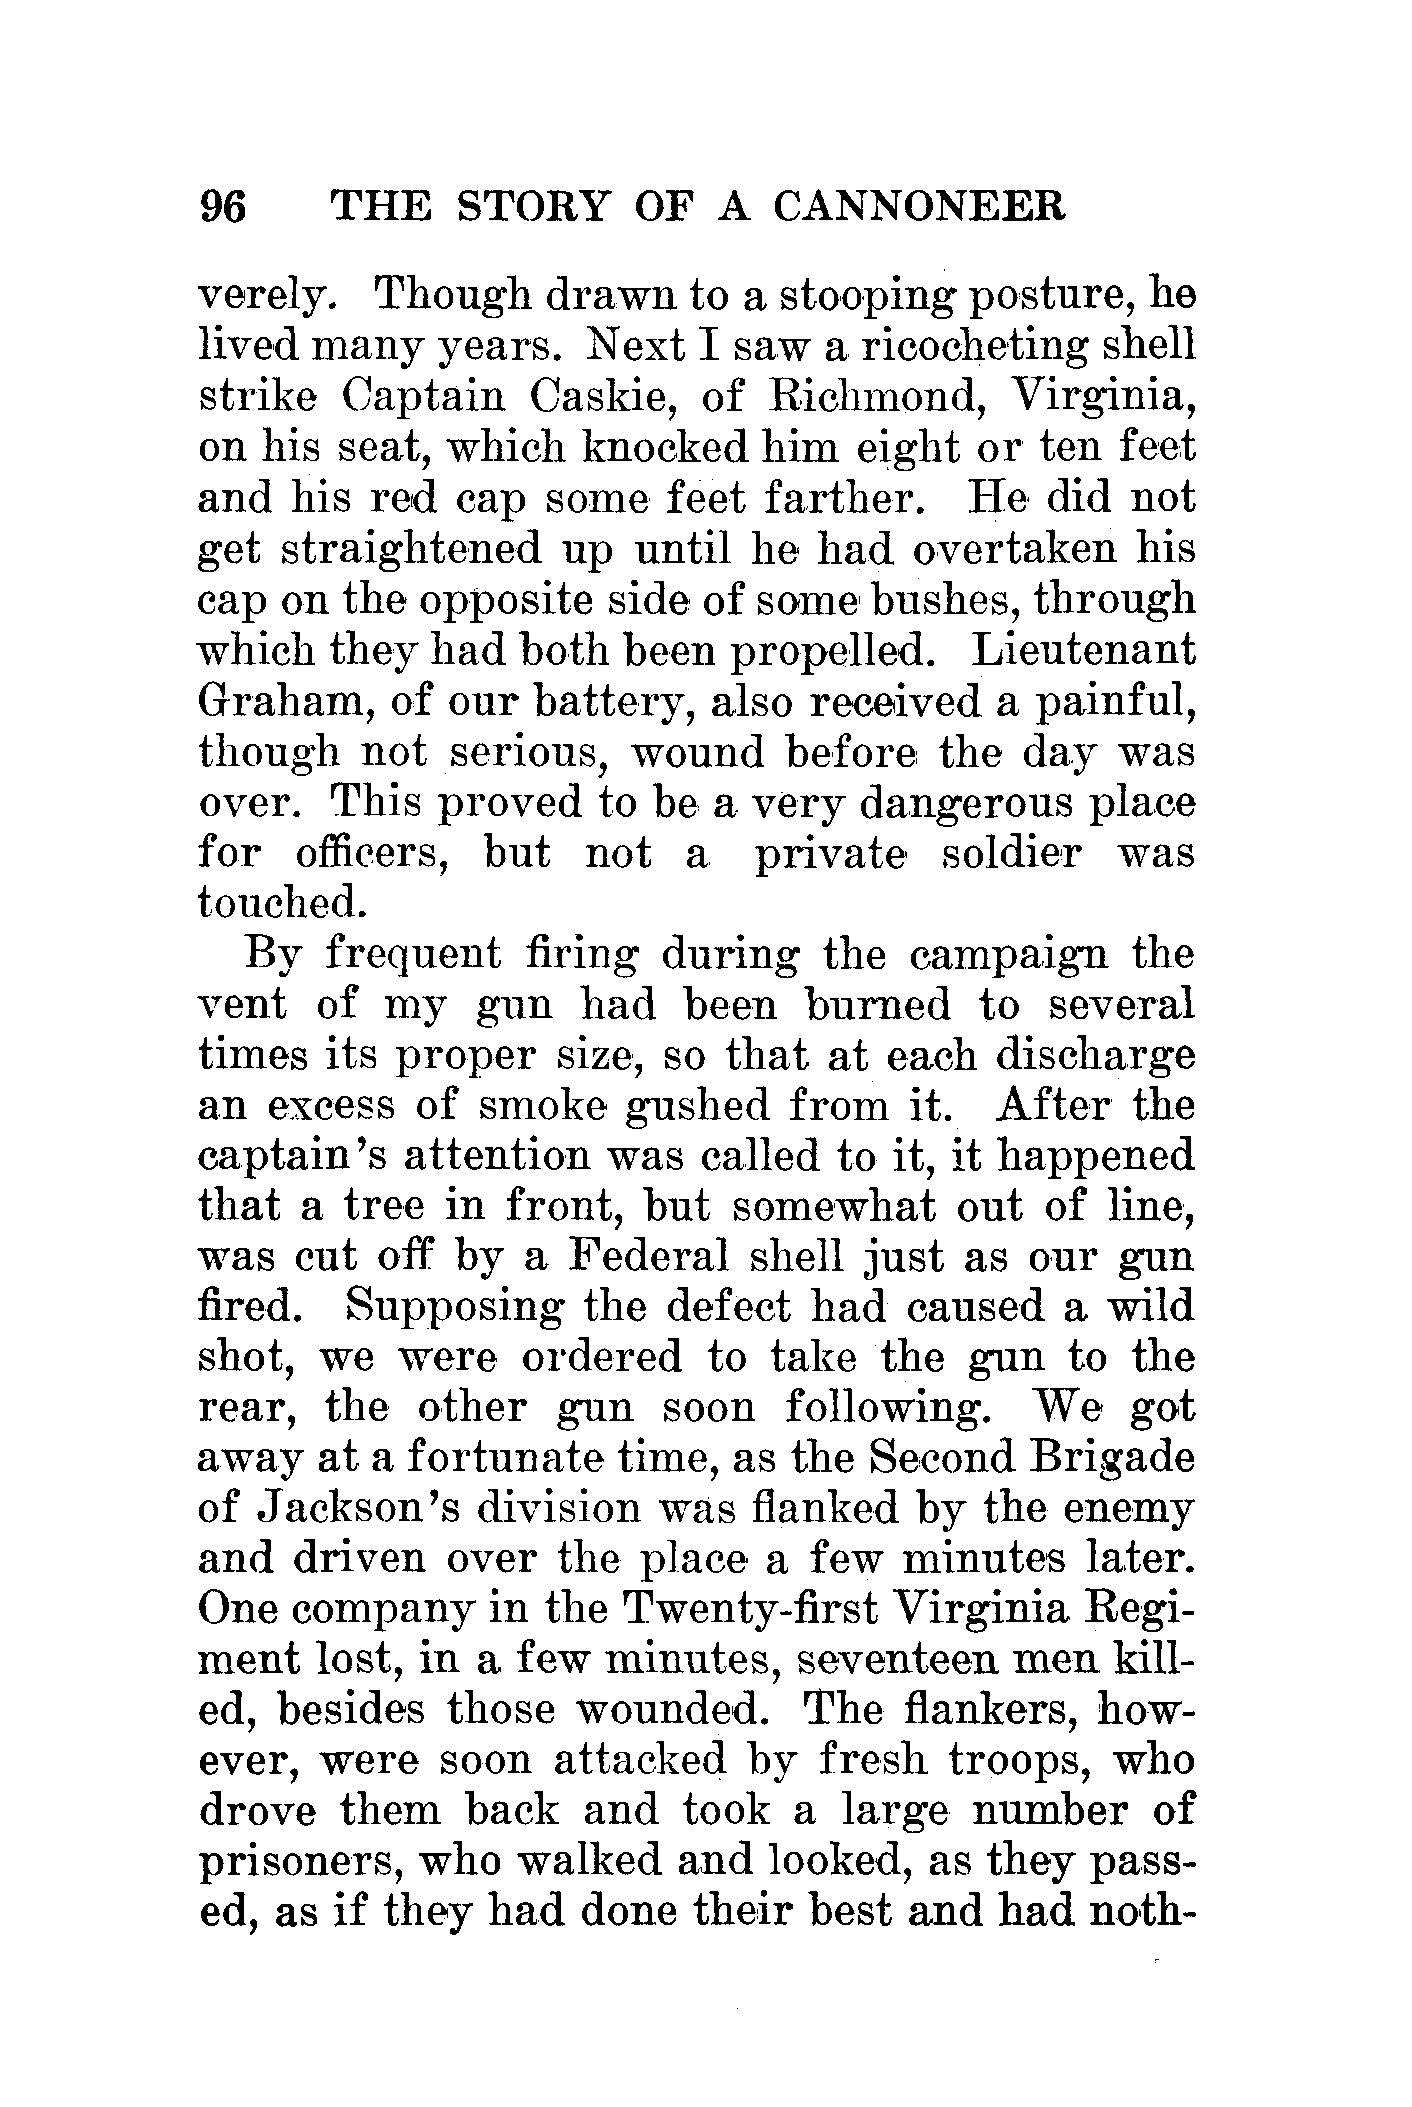 96 THE STORY OF A CANNONEER
verely. Though drawn to a stooping posture, he
lived many years. Next I saw a ricocheting shell
strike Captain Caskie, of Richmond, Virginia,
on his seat, which knocked him eight or ten feet
and his red cap some feet farther. He did not
get straightened up until he had overtaken his
cap on the opposite side of some bushes, through
which they had both been propelled. Lieutenant
Graham, of our battery, also received a painful,
though not serious, wound before the day was
over. This proved to be a very dangerous place
for officers, but not a private soldier was
touched.
By frequent firing during the campaign the
vent of my gun had been burned to several
times its proper size, so that at each discharge
an excess of smoke gushed from it. After the
captain's attention was called to it, it happened
that a tree in front, but somewhat out of line,
was cut off by a Federal shell just as our gun
fired. Supposing the defect had caused a wild
shot, we were ordered to take the gun to the
rear, the other gun soon following. We got
away at a fortunate time, as the Second Brigade
of Jackson's division was flanked by the enemy
and driven over the place a few minutes later.
One company in the Twenty-first Virginia Regi-
ment lost, in a few minutes, seventeen men kill-
ed, besides those wounded. The flankers, how-
ever, were soon attacked by fresh troops, who
drove them back and took a large number of
prisoners, who walked and looked, as they pass-
ed, as if they had done their best and had noth-